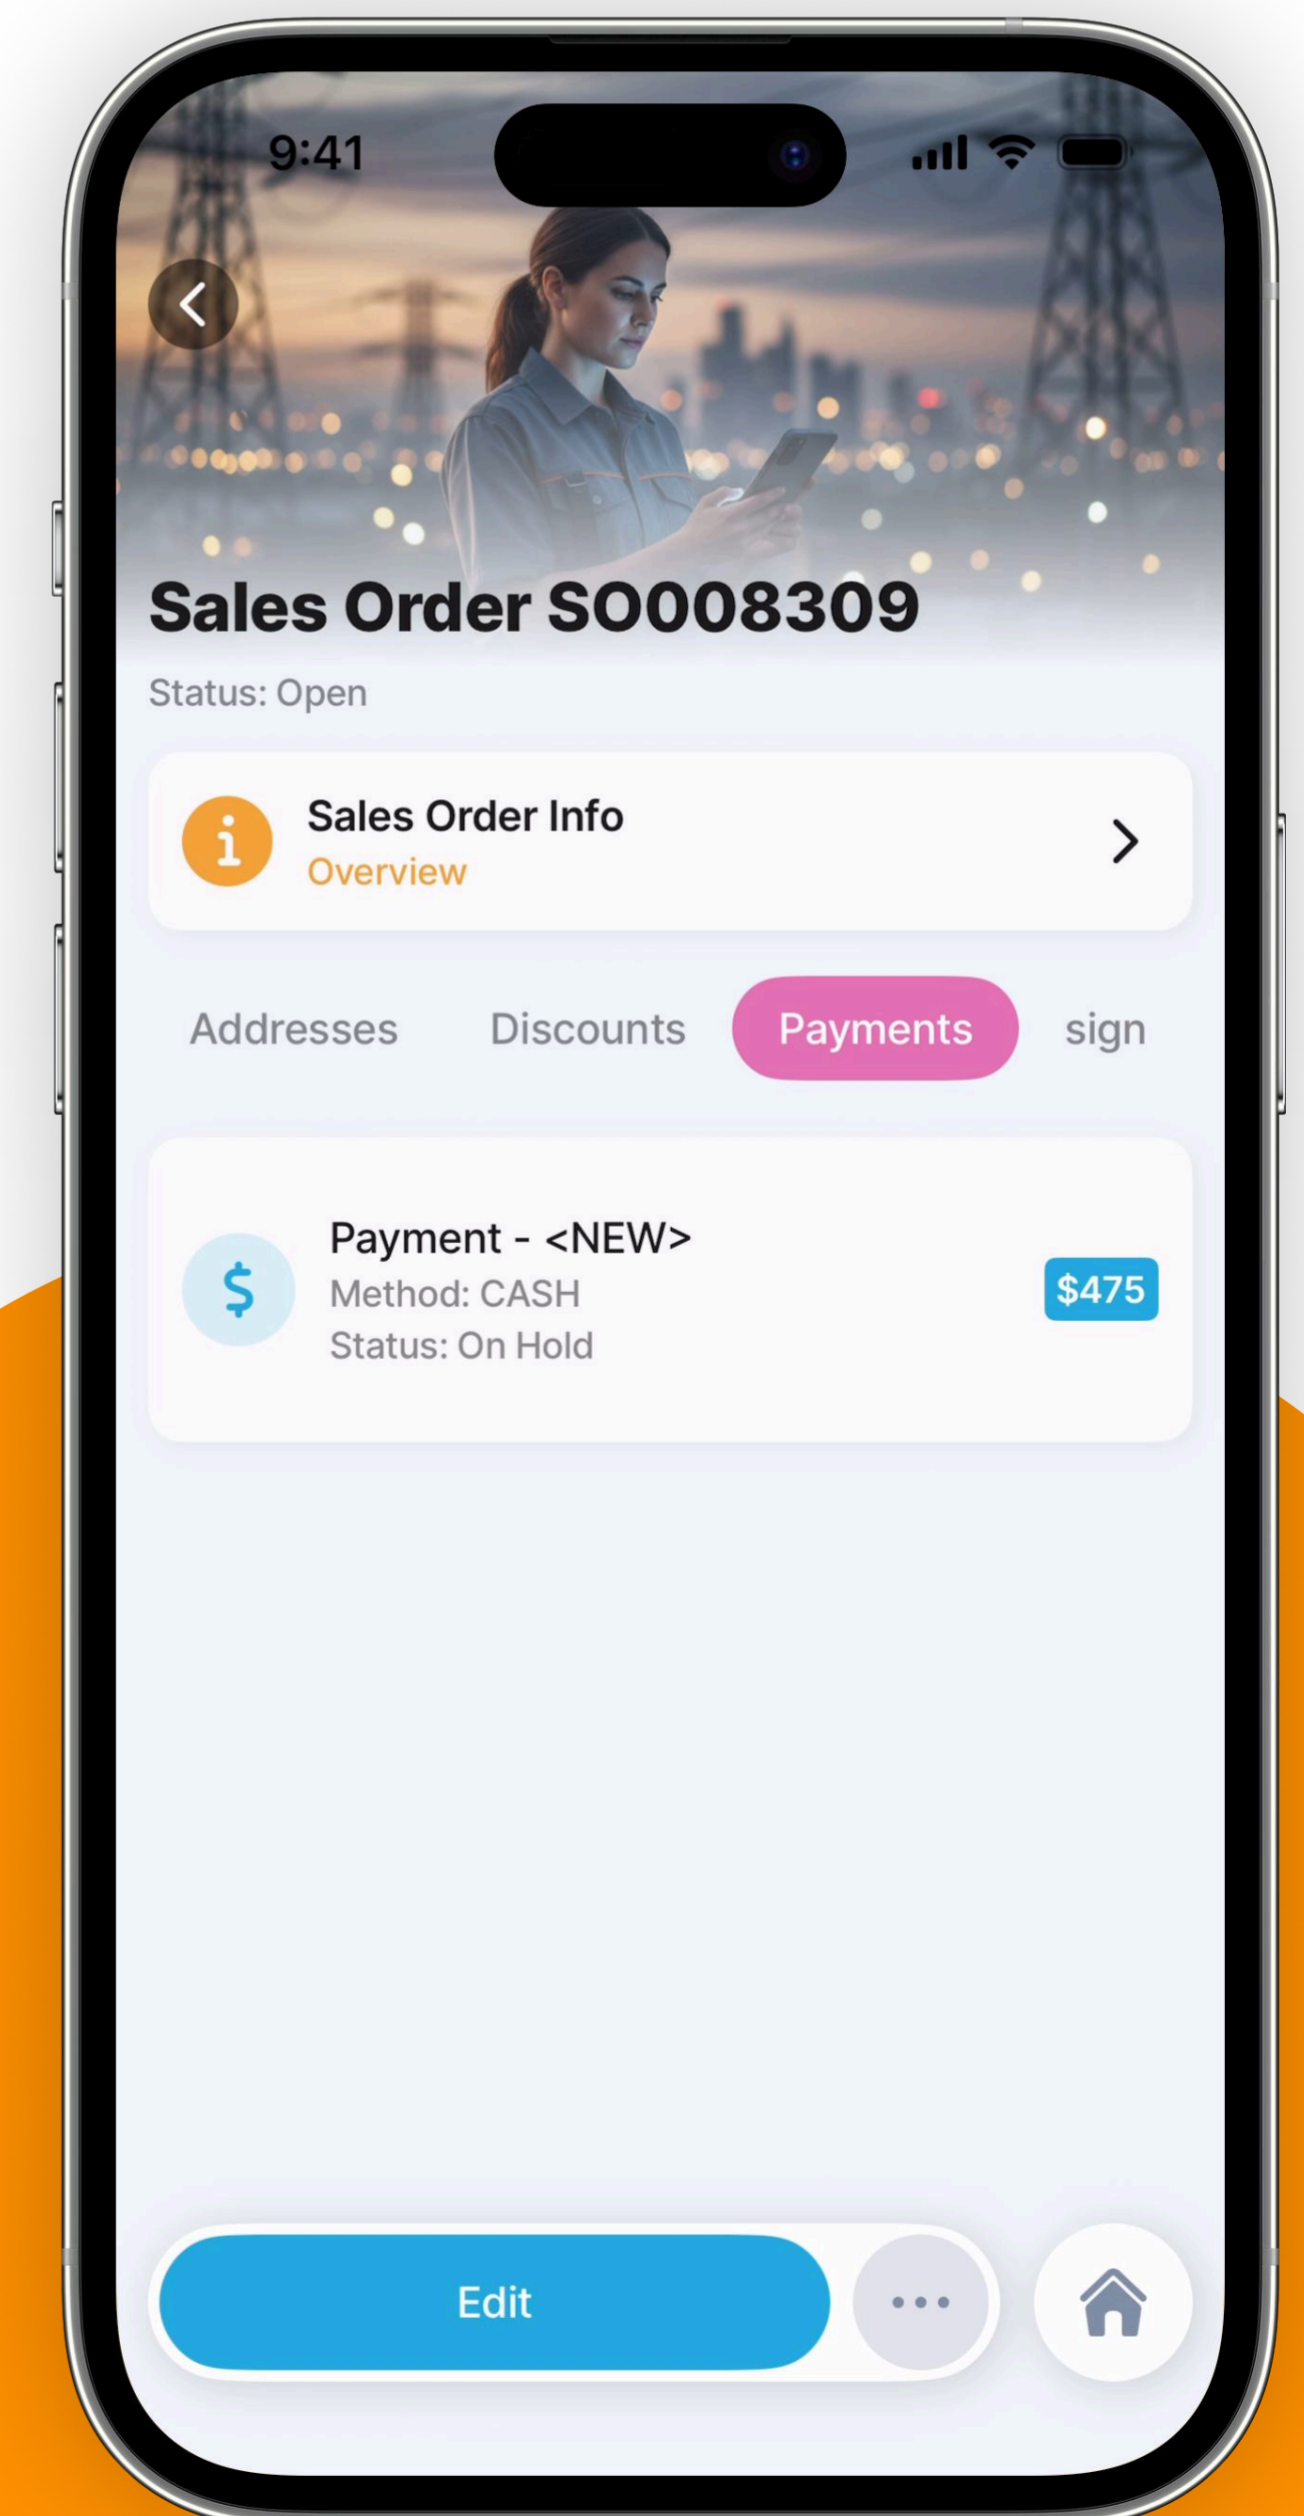 9:41
Sales Order SO008309
Status: Open
Sales Order Info
Overview
Addresses Discounts Payments sign
Payment - <NEW>
Method: CASH
Status: On Hold
$475
Edit